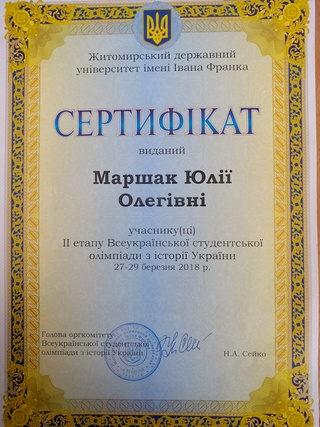 Житомирський державний
університет імені Івана Франка
СЕРТИФІКАТ
виданий
Маршак Юлії
Олегівні
учаснику(ці)
ІІ етапу Всеукраїнської студентської
олімпіади з історії України
27-29 березня 2018 р.
Голова оргкомітету
Всеукраїнської студентської
олімпіади з історії України
Н.А. Сейко